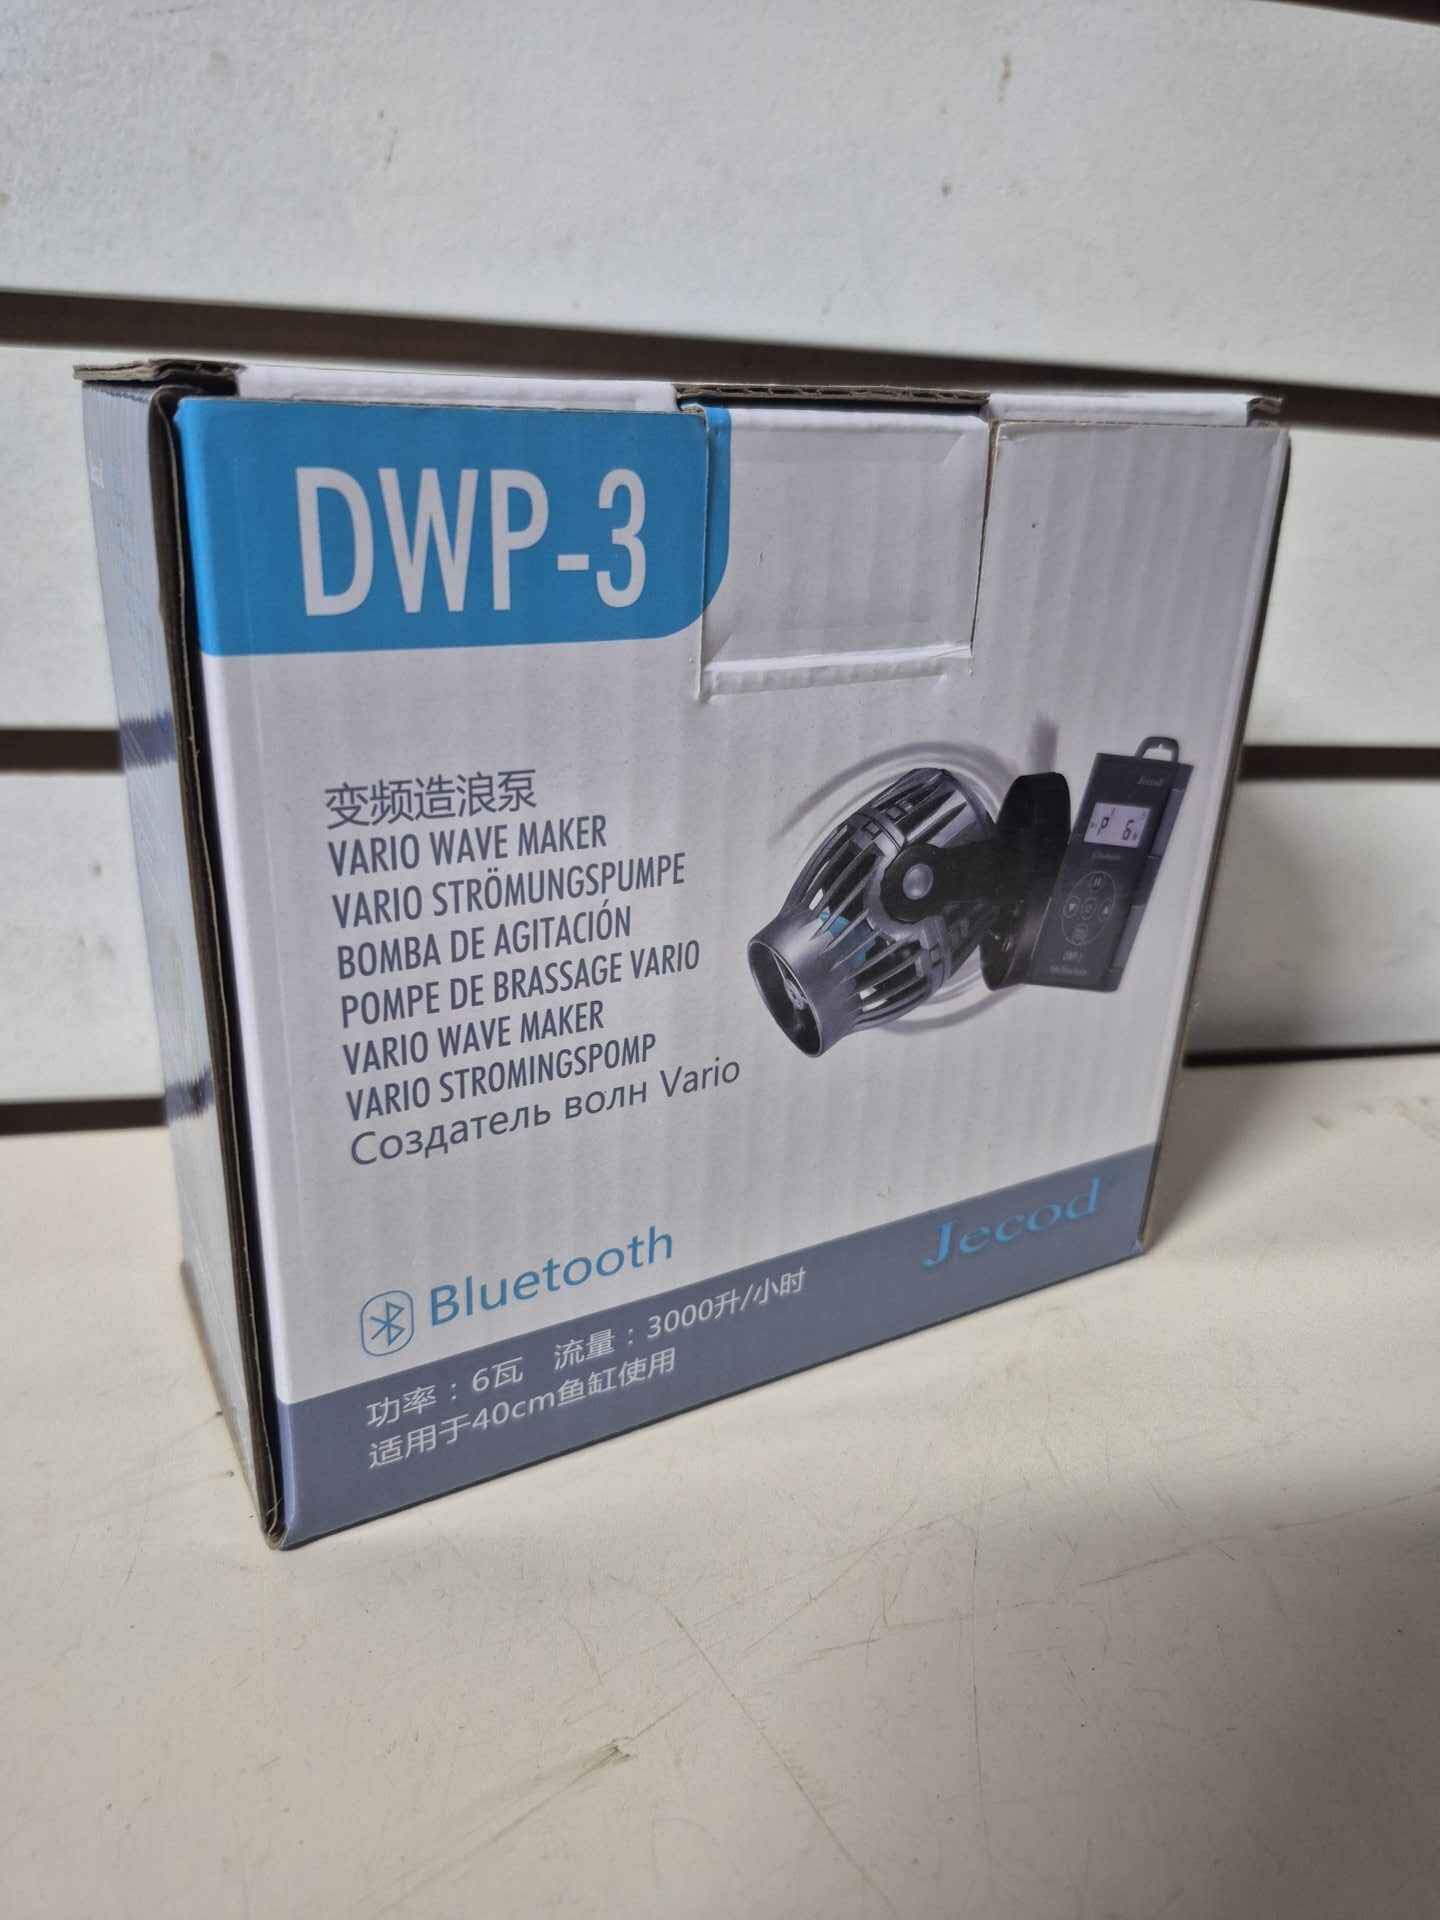 DWP-3
变频造浪泵
VARIO WAVE MAKER
VARIO STRÖMUNGSPUMPE
BOMBA DE AGITACIÓN
POMPE DE BRASSAGE VARIO
VARIO WAVE MAKER
VARIO STROMINGSPOMP
Создатель волн Vario
Jecod
P 6
Bluetooth
Jecod
功率：6瓦 流量：3000升/小时
适用于40cm鱼缸使用